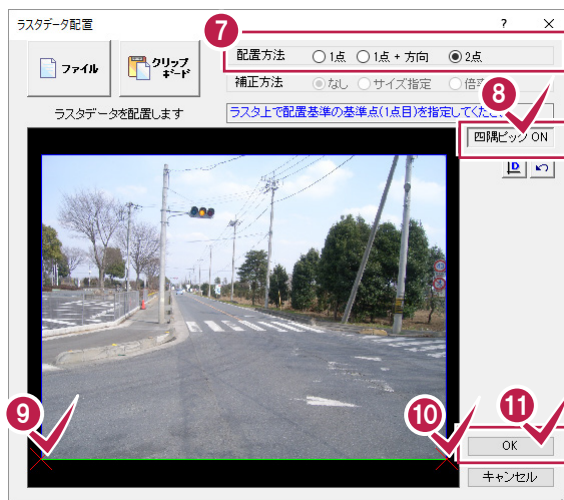 ラスタデータ配置
?
×
7
ファイル
クリップ
ボード
配置方法
1点
1点 + 方向
2点
補正方法
なし
サイズ指定
8
ラスタデータを配置します
ラスタ上で配置基準の基準点(1点目)を指定してくだ
四隅ピック ON
D
9
10
11
OK
キャンセル